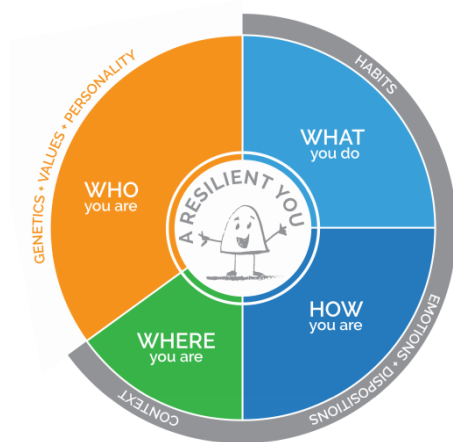 GENETICS + VALUES + PERSONALITY
HABITS
WHAT
you do
WHO
you are
A RESILIENT YOU
HOW
you are
WHERE
you are
EMOTIONS + DISPOSITIONS
CONTEXT